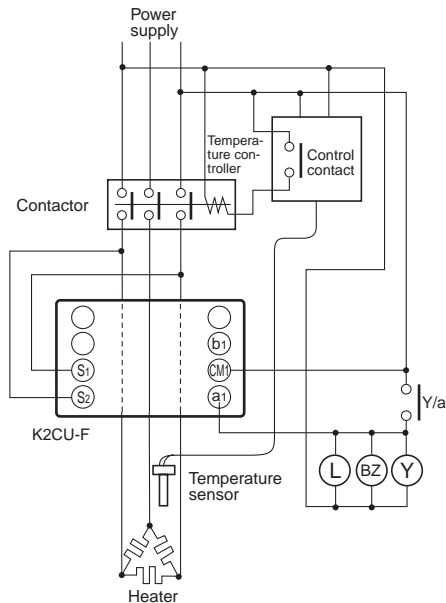 Power
supply
Tempera-
ture con-
troller
Control
contact
Contactor
b1
S1
CM1
S2
a1
Y/a
K2CU-F
L
BZ
Y
Temperature
sensor
Heater